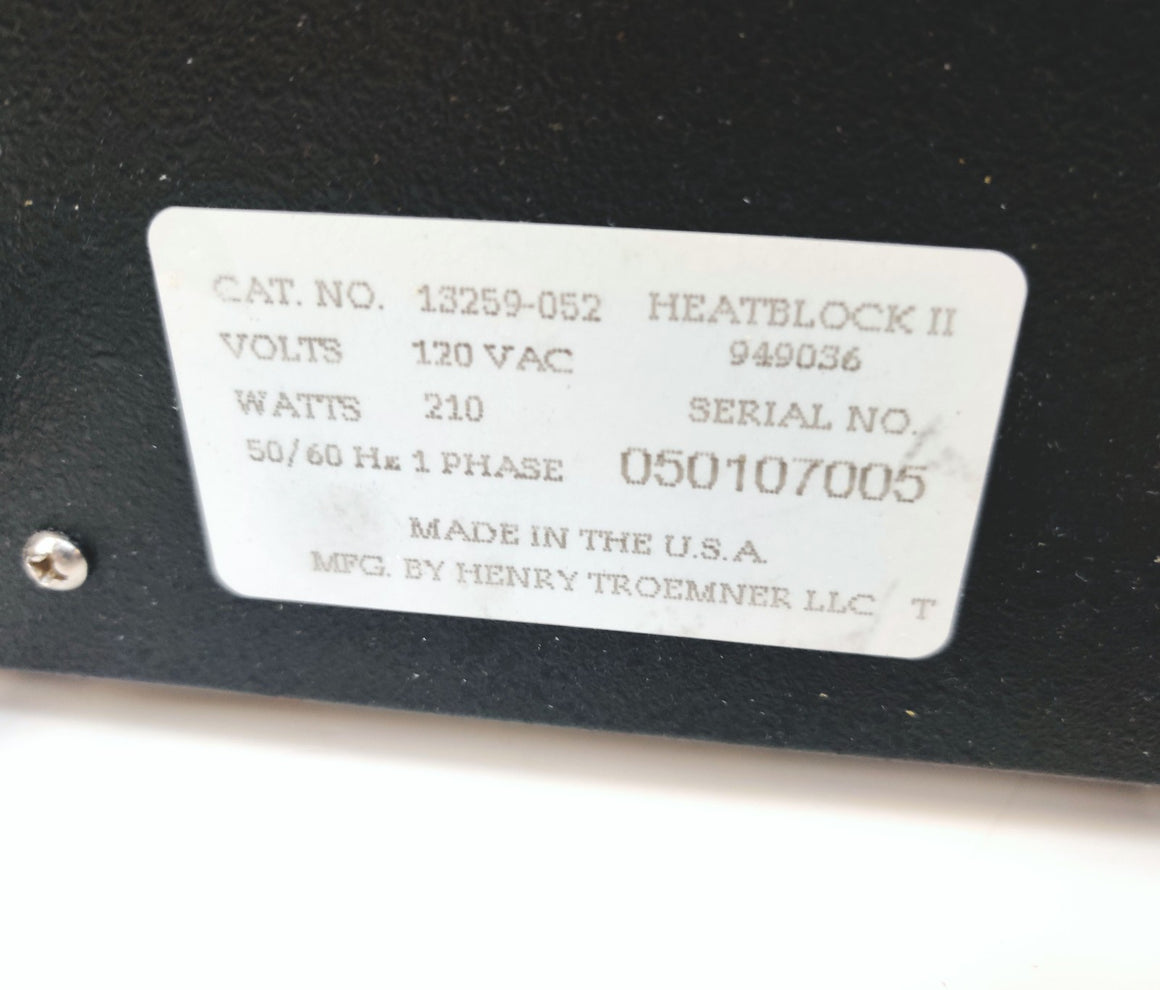 CAT. NO. 13259-052 HEATBLOCK II
VOLTS 120 VAC 949036
WATTS 210 SERIAL NO.
50/60 Hz 1 PHASE 050107005
MADE IN THE U.S.A.
MFG. BY HENRY TROEMNER LLC T